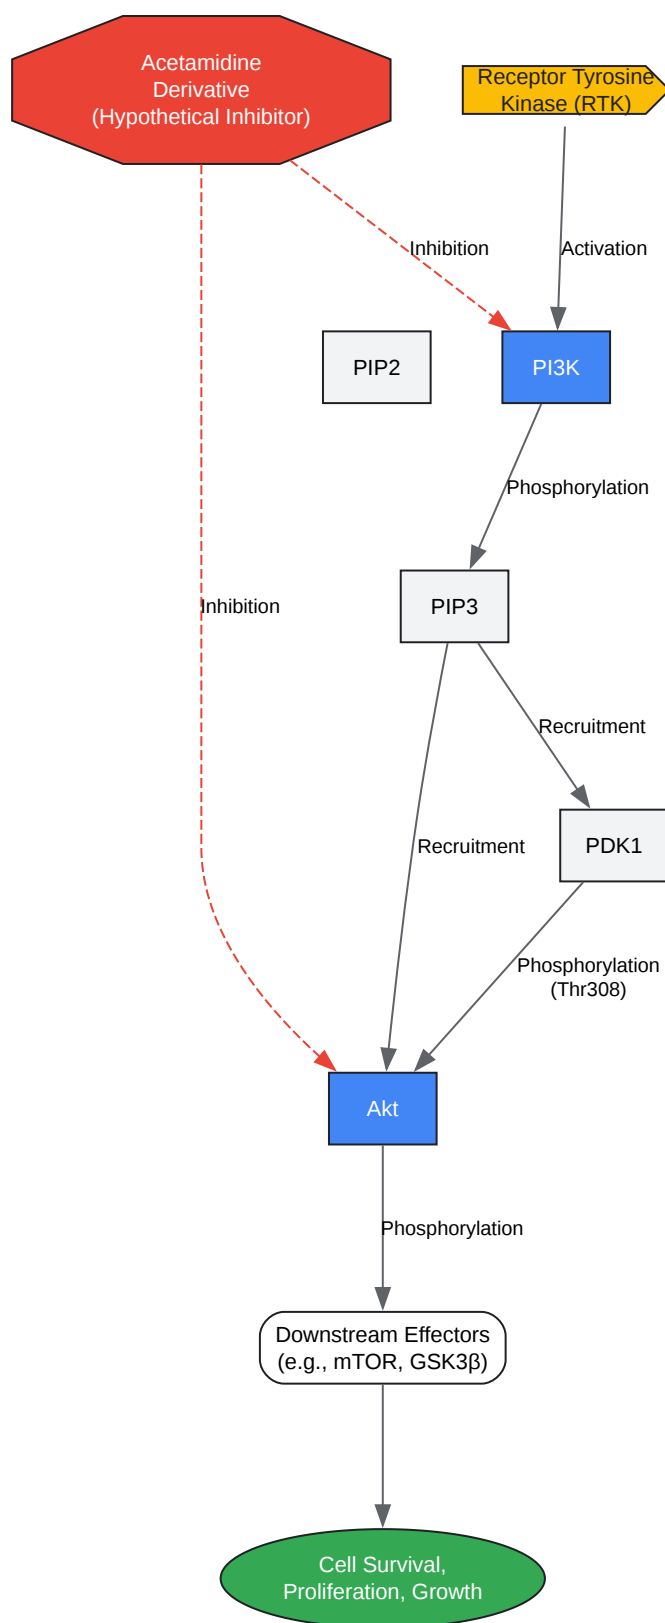 Acetamidine
Derivative
(Hypothetical Inhibitor)
Receptor Tyrosine
Kinase (RTK)
Inhibition
Activation
PIP2
PI3K
Phosphorylation
PIP3
Inhibition
Recruitment
Recruitment
PDK1
Phosphorylation
(Thr308)
Akt
Phosphorylation
Downstream Effectors
(e.g., mTOR, GSK3β)
Cell Survival,
Proliferation, Growth